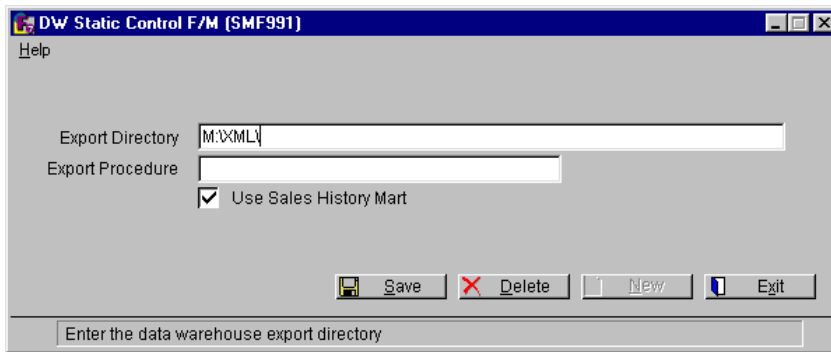 DW Static Control F/M (SMF991)
Help
Export Directory M:\XML\
Export Procedure
Use Sales History Mart
Save Delete New Exit
Enter the data warehouse export directory